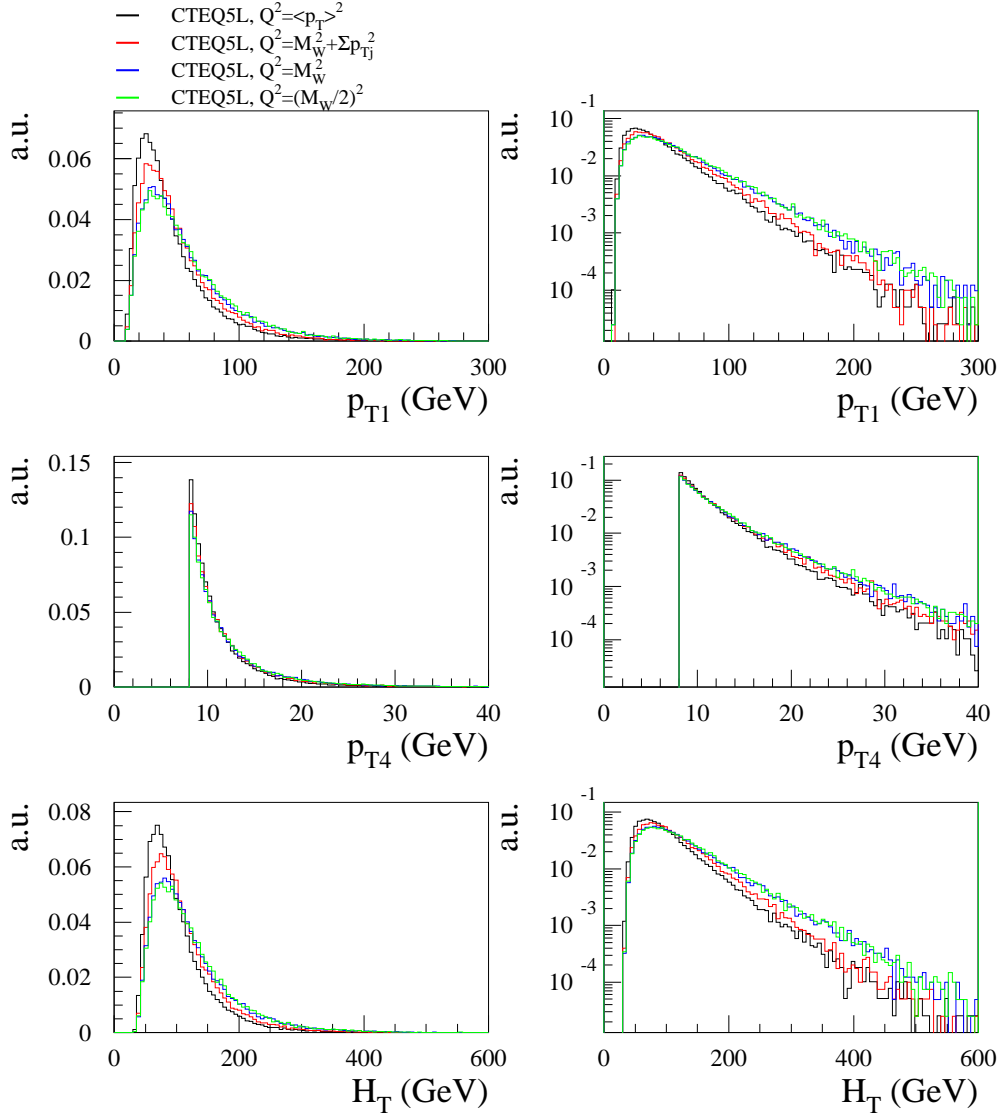 CTEQ5L, Q²=<p_T>²
CTEQ5L, Q²=M_W²+Σp_Tj²
CTEQ5L, Q²=M_W²
CTEQ5L, Q²=(M_W/2)²
a.u.
0.06
0.04
0.02
0
0 100 200 300
p_T1 (GeV)
a.u.
10⁻¹
10⁻²
10⁻³
10⁻⁴
0 100 200 300
p_T1 (GeV)
a.u.
0.15
0.1
0.05
0
0 10 20 30 40
p_T4 (GeV)
a.u.
10⁻¹
10⁻²
10⁻³
10⁻⁴
0 10 20 30 40
p_T4 (GeV)
a.u.
0.08
0.06
0.04
0.02
0
0 200 400 600
H_T (GeV)
a.u.
10⁻¹
10⁻²
10⁻³
10⁻⁴
0 200 400 600
H_T (GeV)